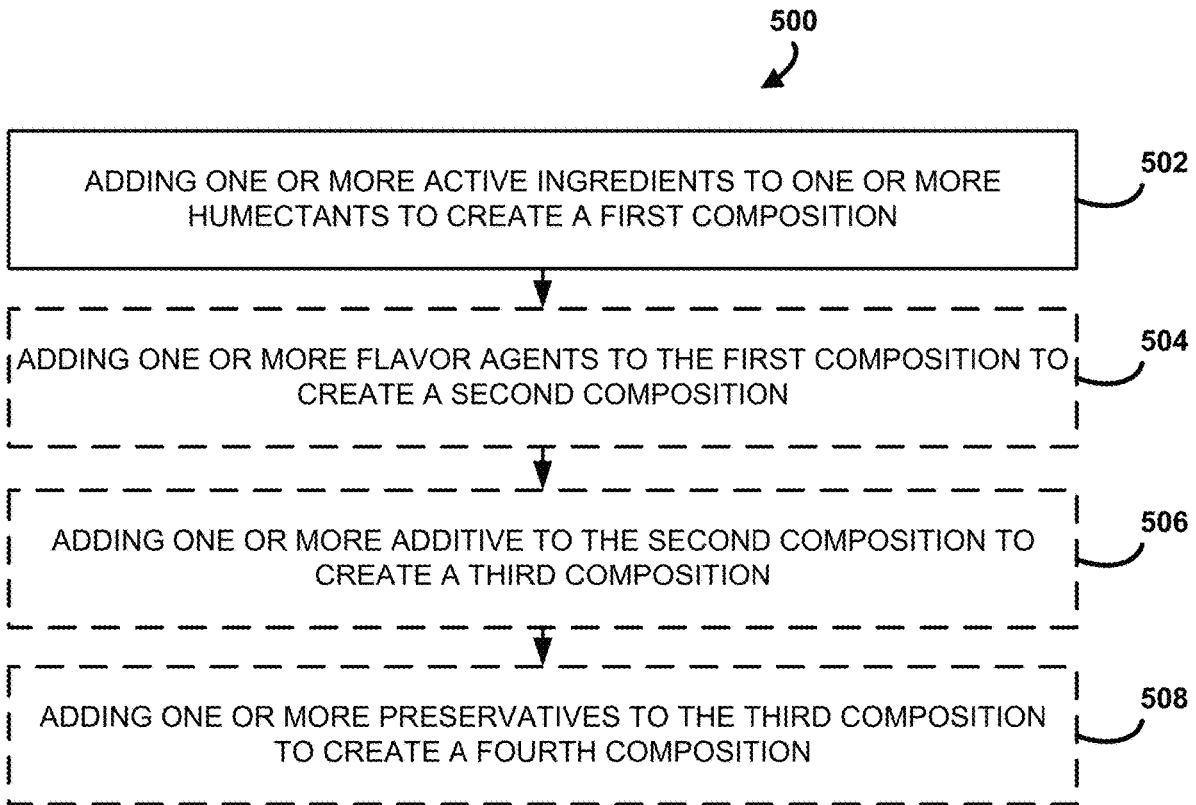 500
ADDING ONE OR MORE ACTIVE INGREDIENTS TO ONE OR MORE
HUMECTANTS TO CREATE A FIRST COMPOSITION
502
ADDING ONE OR MORE FLAVOR AGENTS TO THE FIRST COMPOSITION TO
CREATE A SECOND COMPOSITION
504
ADDING ONE OR MORE ADDITIVE TO THE SECOND COMPOSITION TO
CREATE A THIRD COMPOSITION
506
ADDING ONE OR MORE PRESERVATIVES TO THE THIRD COMPOSITION
TO CREATE A FOURTH COMPOSITION
508